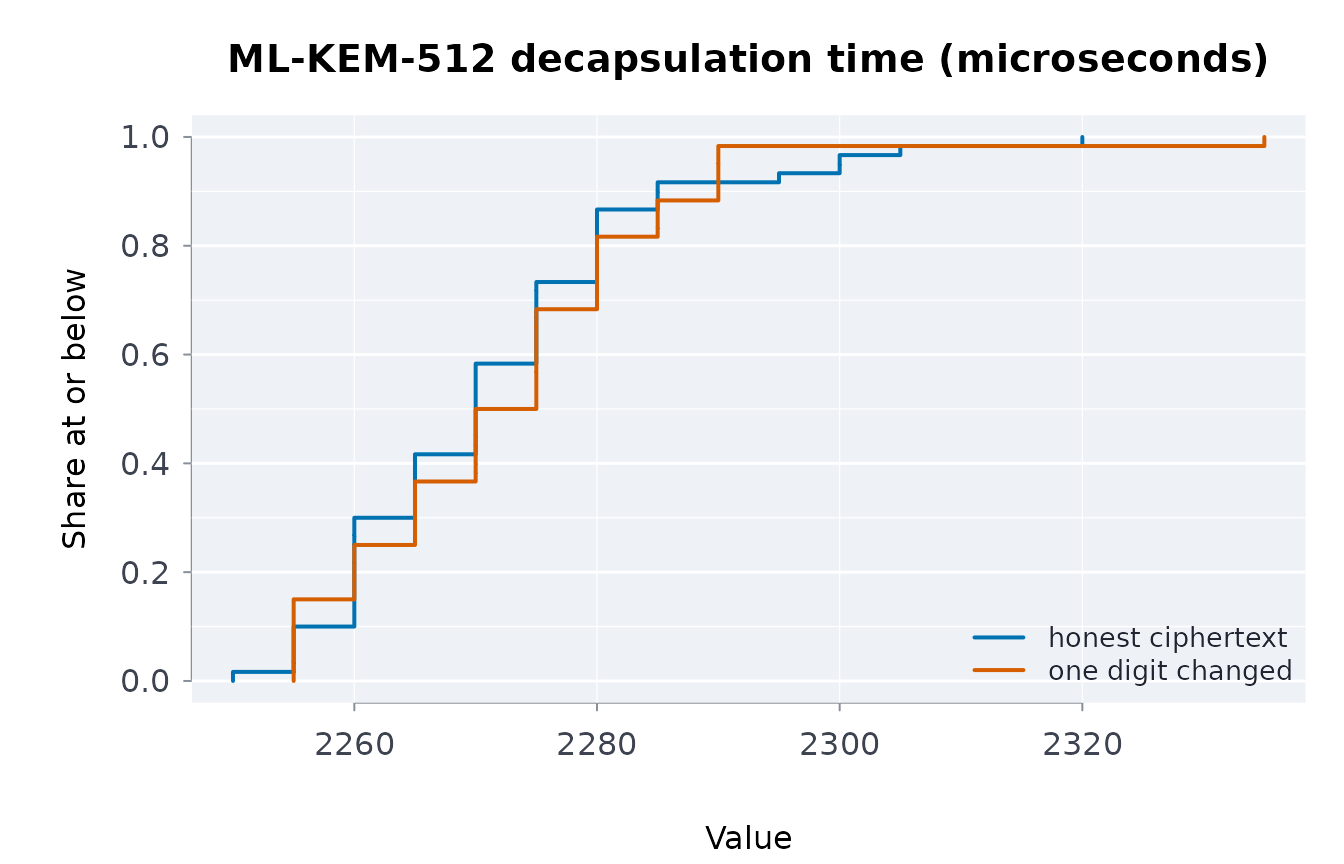 ML-KEM-512 decapsulation time (microseconds)
1.0
0.8
0.6
0.4
0.2
0.0
Share at or below
honest ciphertext
one digit changed
2260 2280 2300 2320
Value